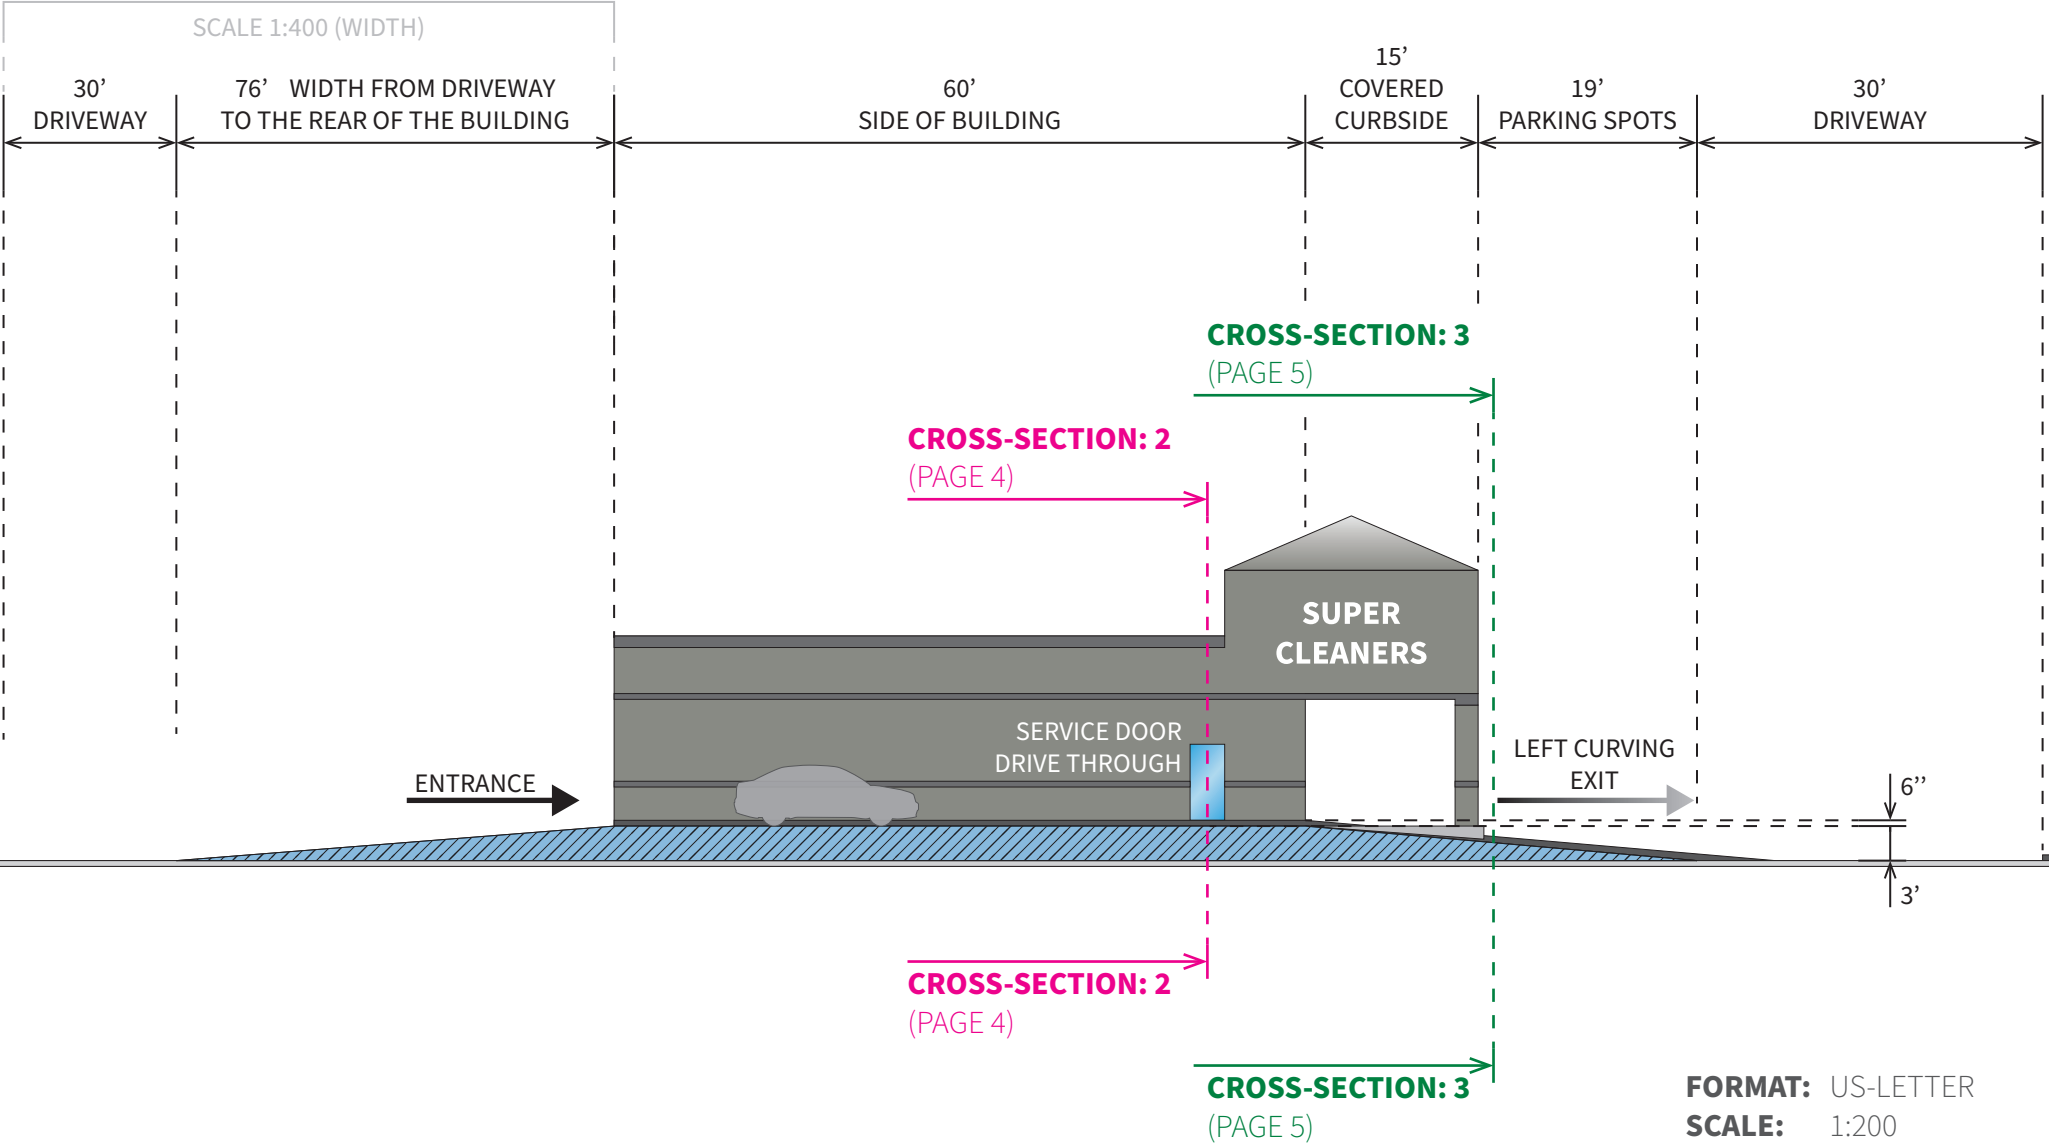 SCALE 1:400 (WIDTH)
30’
DRIVEWAY
76’ WIDTH FROM DRIVEWAY
TO THE REAR OF THE BUILDING
60’
SIDE OF BUILDING
15’
COVERED
CURBSIDE
19’
PARKING SPOTS
30’
DRIVEWAY
CROSS-SECTION: 3
(PAGE 5)
CROSS-SECTION: 2
(PAGE 4)
SUPER
CLEANERS
SERVICE DOOR
DRIVE THROUGH
ENTRANCE
LEFT CURVING
EXIT
6’’
3’
CROSS-SECTION: 2
(PAGE 4)
CROSS-SECTION: 3
(PAGE 5)
FORMAT: US-LETTER
SCALE: 1:200